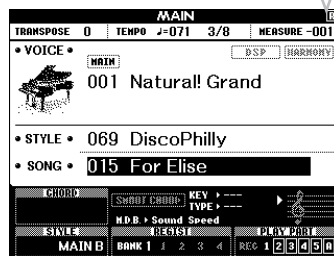 MAIN
TRANSPOSE 0 TEMPO ♩=071 3/8 MEASURE -001
• VOICE • DSP HARMONY
MAIN
001 Natural! Grand
• STYLE • 069 DiscoPhilly
• SONG • 015 For Elise
CHORD SMART CHORD KEY ▸ ---
TYPE ▸ ---
M.D.B. ▸ Sound Speed
STYLE REGIST PLAY PART
MAIN B BANK 1 1 2 3 4 REC 1 2 3 4 5 A